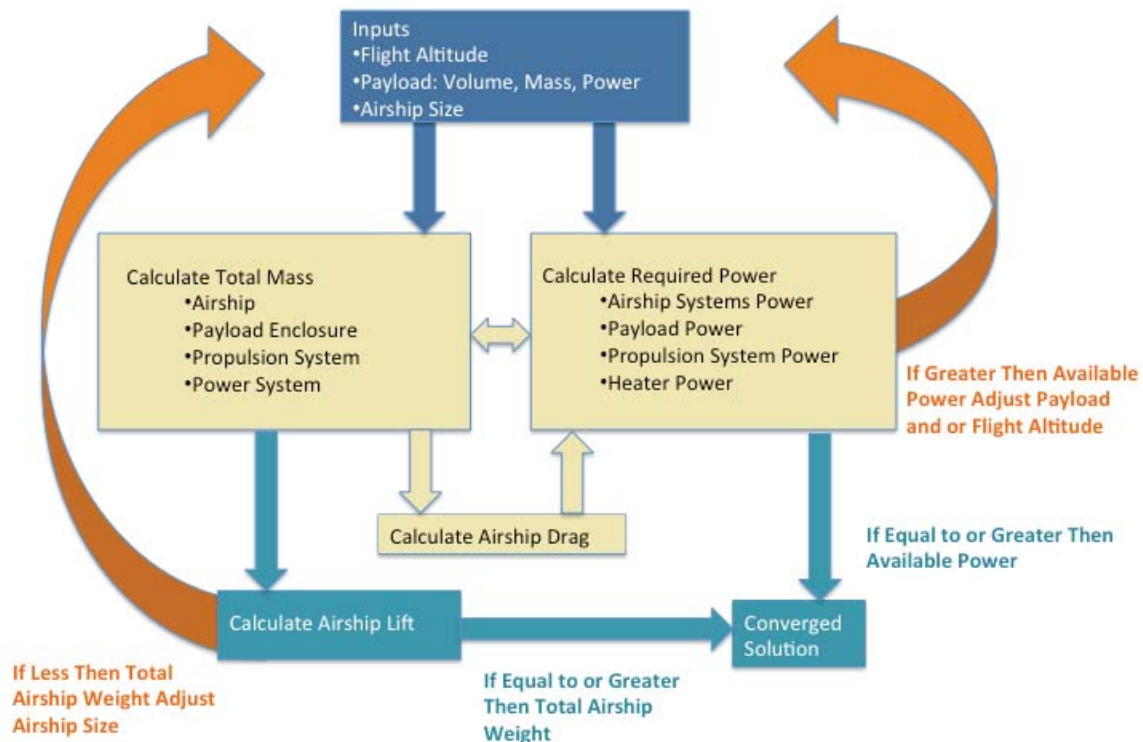 Inputs
•Flight Altitude
•Payload: Volume, Mass, Power
•Airship Size
Calculate Total Mass
•Airship
•Payload Enclosure
•Propulsion System
•Power System
Calculate Required Power
•Airship Systems Power
•Payload Power
•Propulsion System Power
•Heater Power
If Greater Then Available
Power Adjust Payload
and or Flight Altitude
Calculate Airship Drag
If Equal to or Greater Then
Available Power
Calculate Airship Lift
Converged
Solution
If Less Then Total
Airship Weight Adjust
Airship Size
If Equal to or Greater
Then Total Airship
Weight